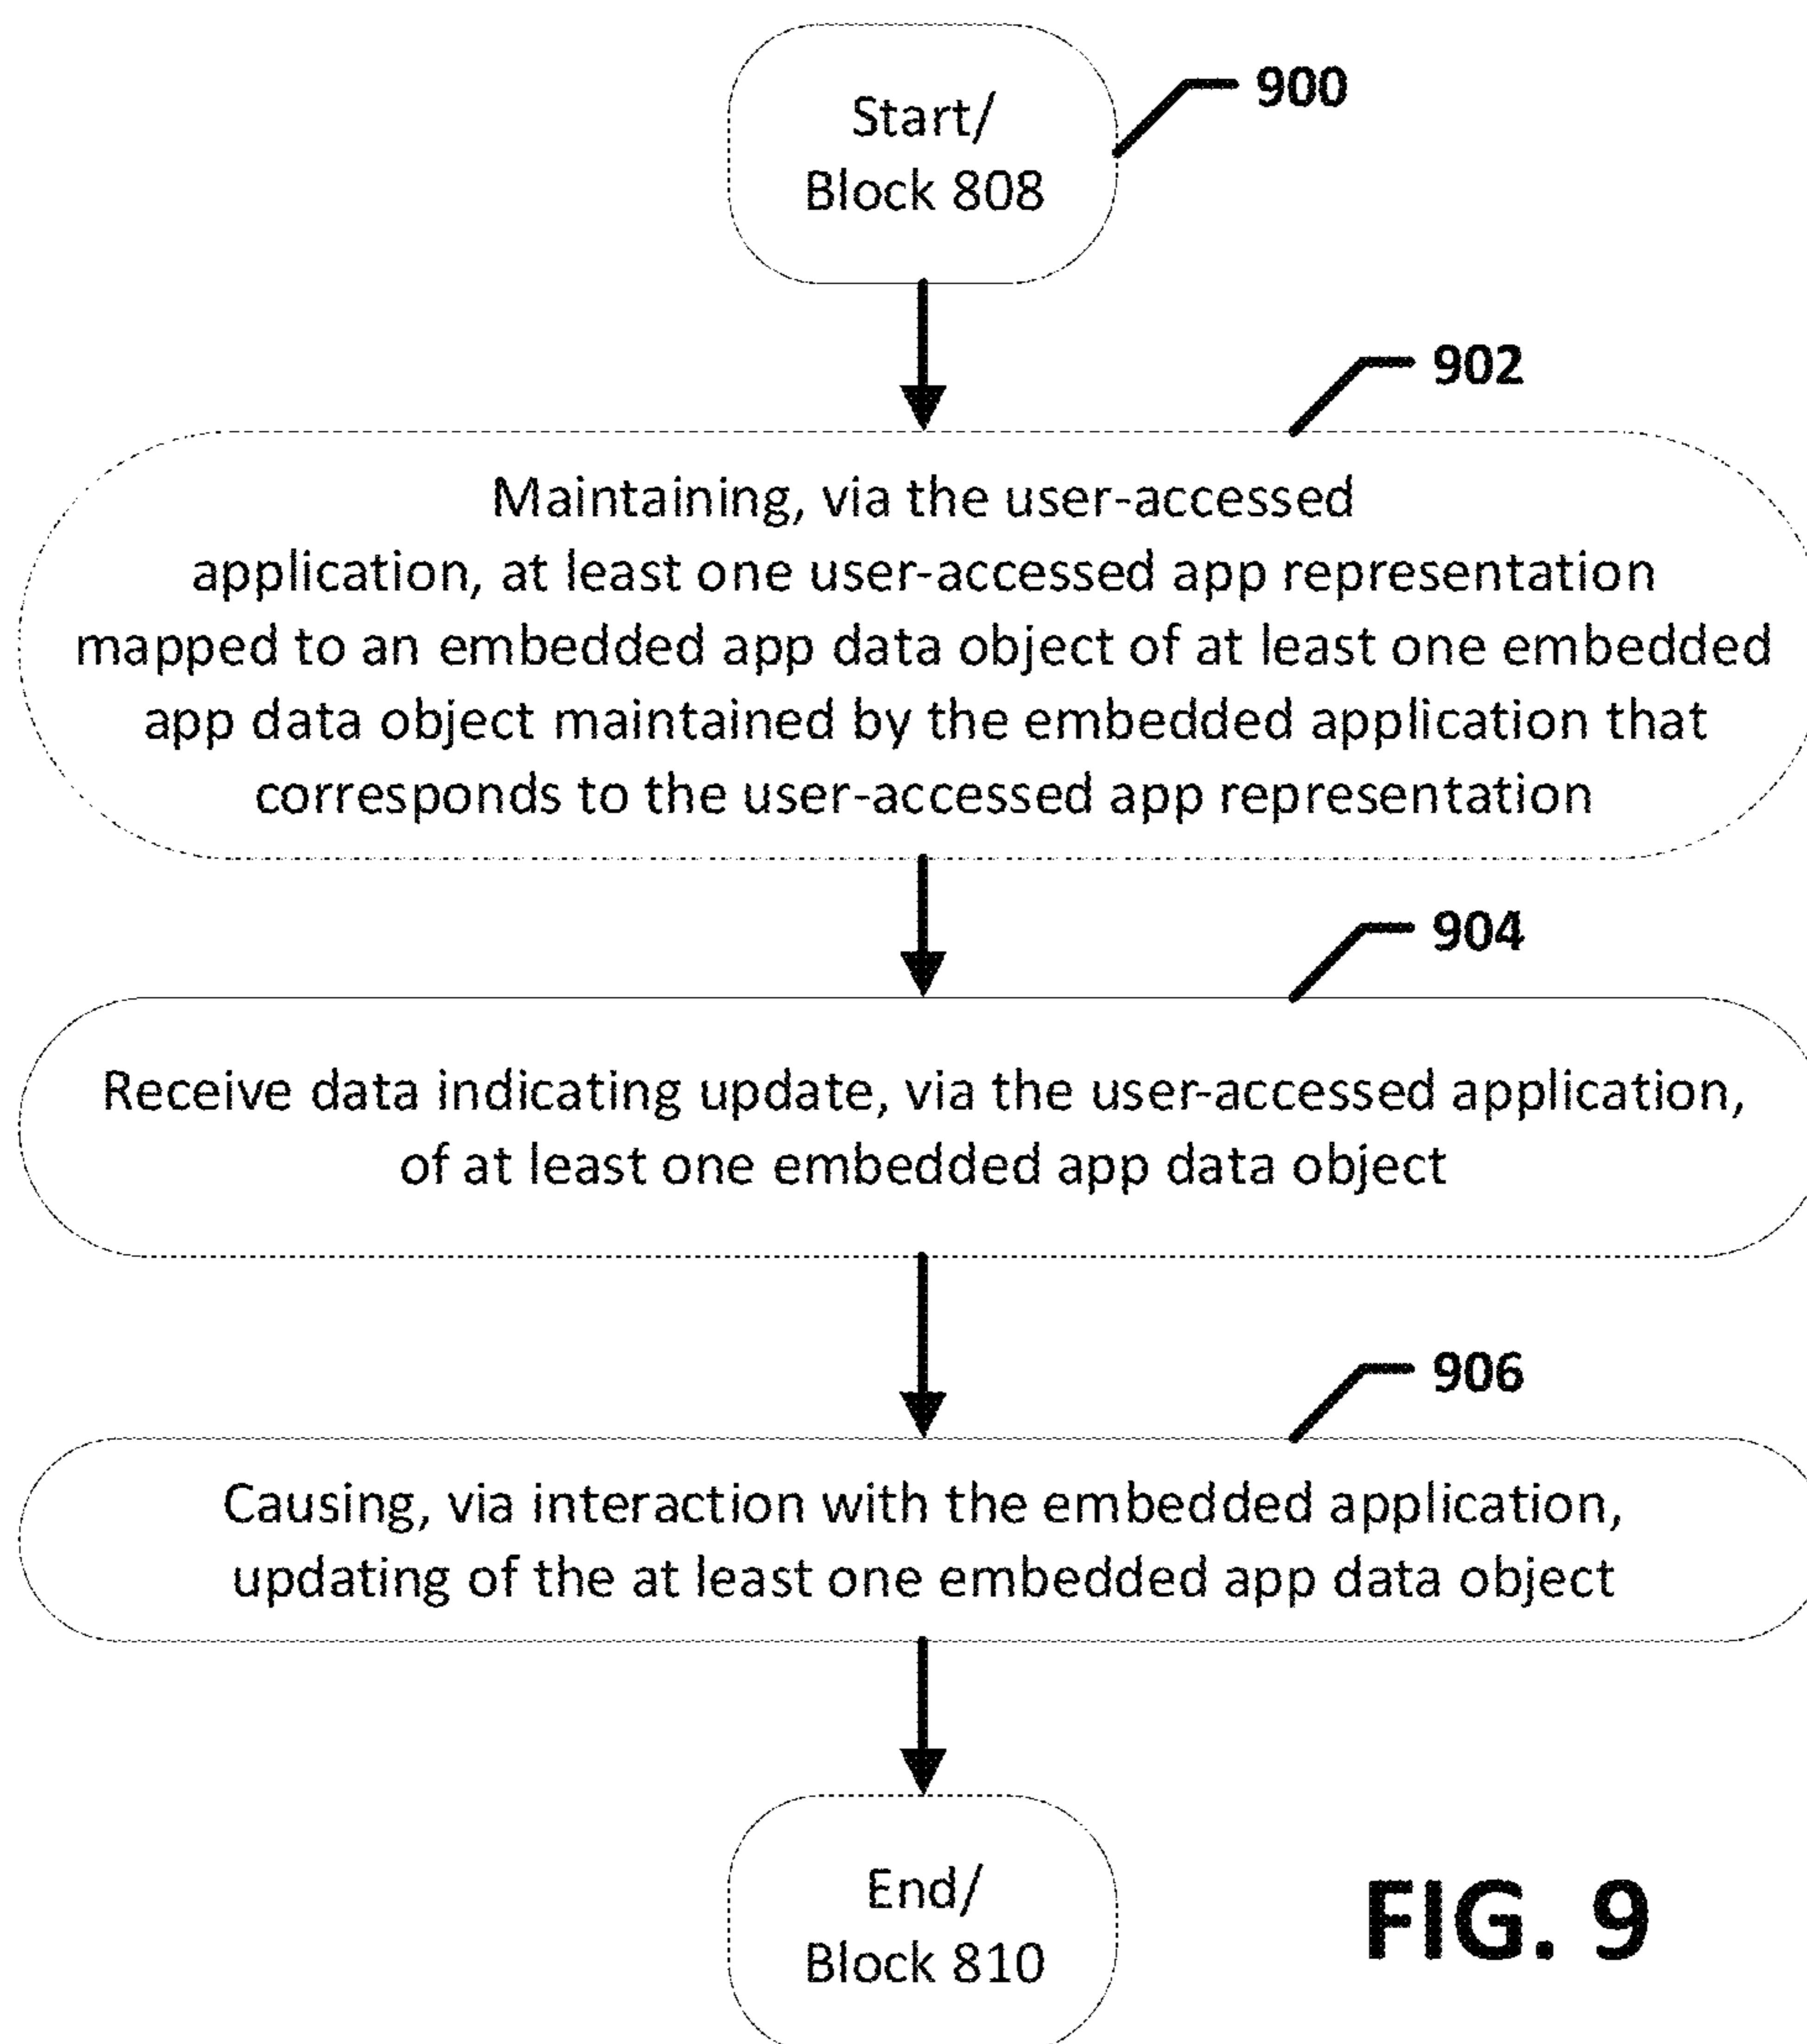 Start/
Block 808
900
902
Maintaining, via the user-accessed
application, at least one user-accessed app representation
mapped to an embedded app data object of at least one embedded
app data object maintained by the embedded application that
corresponds to the user-accessed app representation
904
Receive data indicating update, via the user-accessed application,
of at least one embedded app data object
906
Causing, via interaction with the embedded application,
updating of the at least one embedded app data object
End/
Block 810
FIG. 9